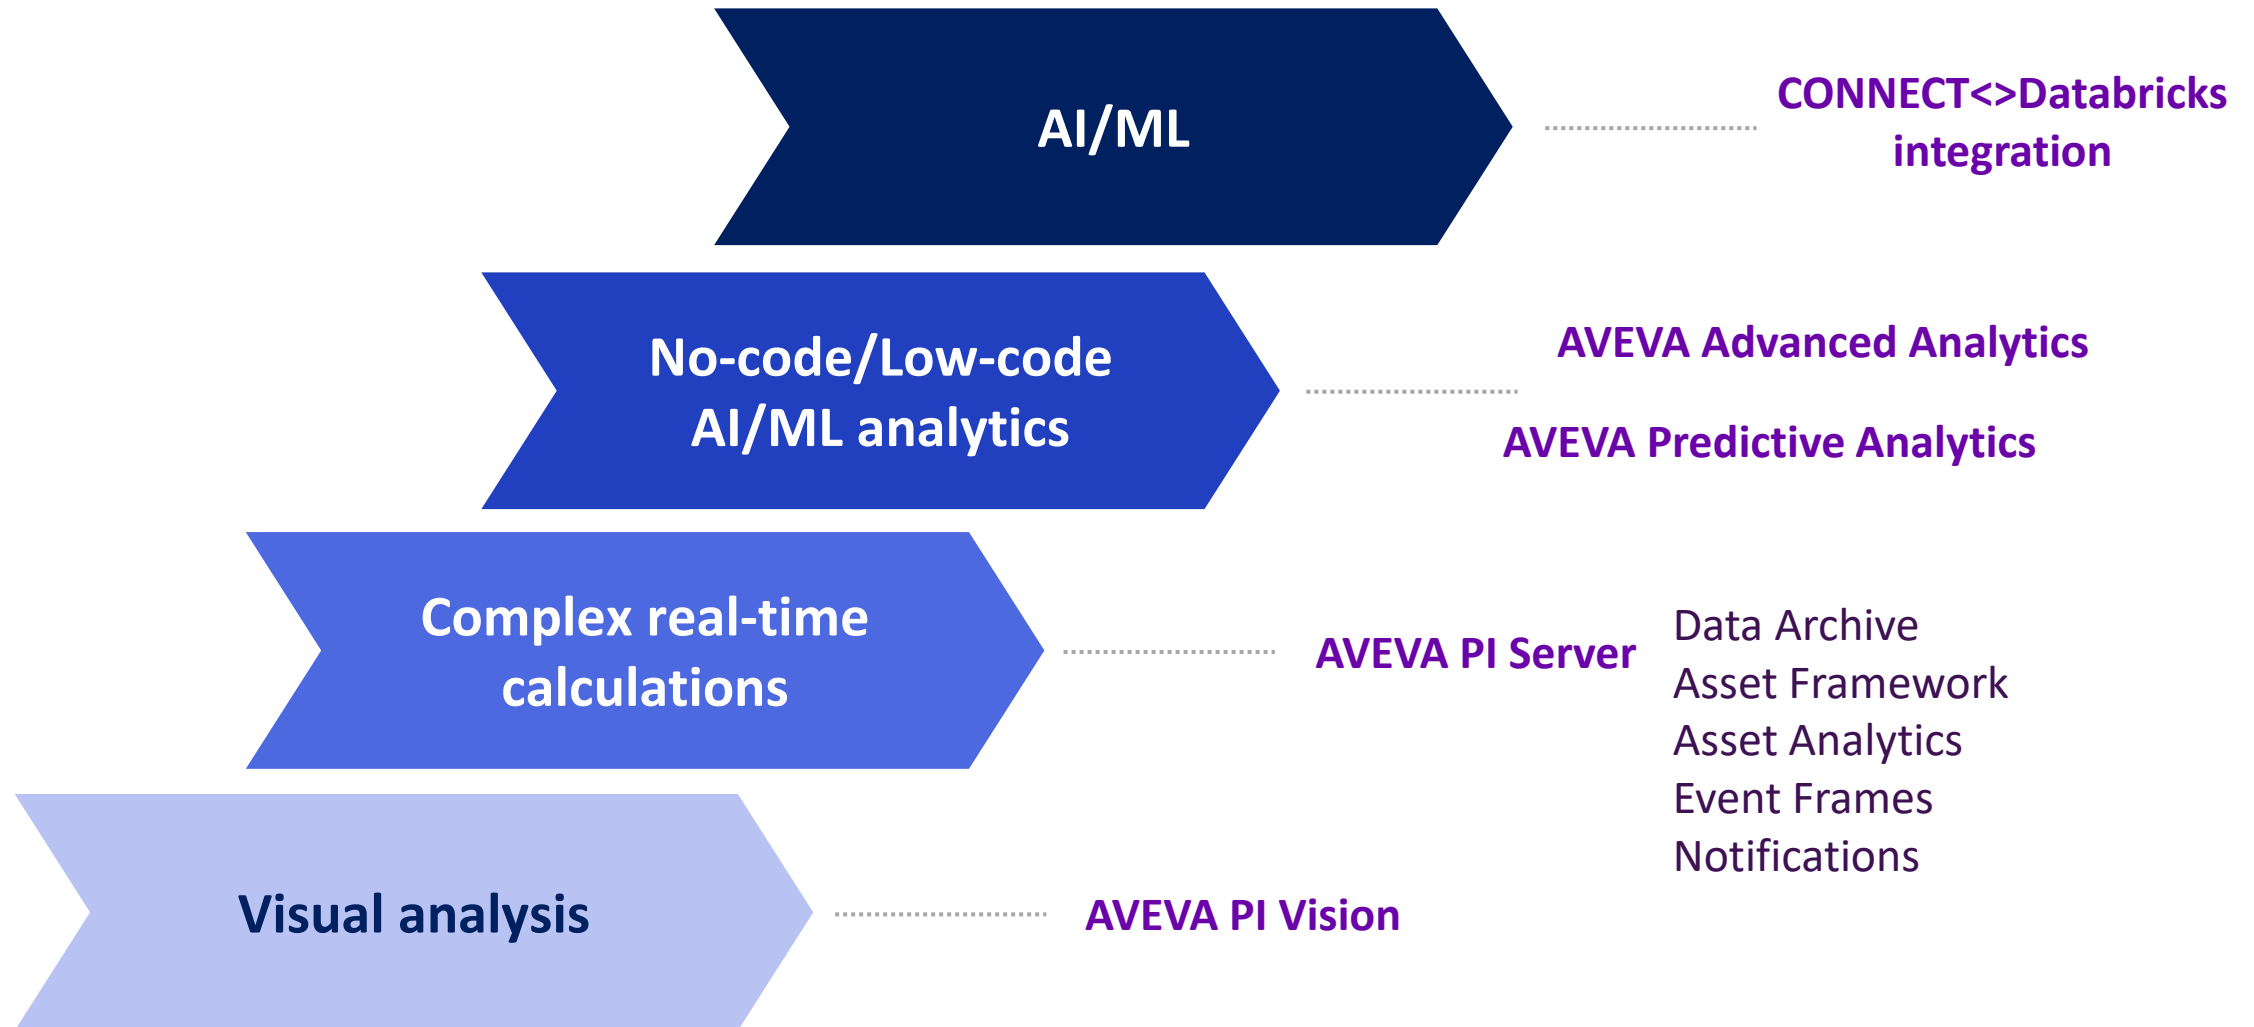 AI/ML
CONNECT<>Databricks
integration
No-code/Low-code
AI/ML analytics
AVEVA Advanced Analytics
AVEVA Predictive Analytics
Complex real-time
calculations
AVEVA PI Server
Data Archive
Asset Framework
Asset Analytics
Event Frames
Notifications
Visual analysis
AVEVA PI Vision